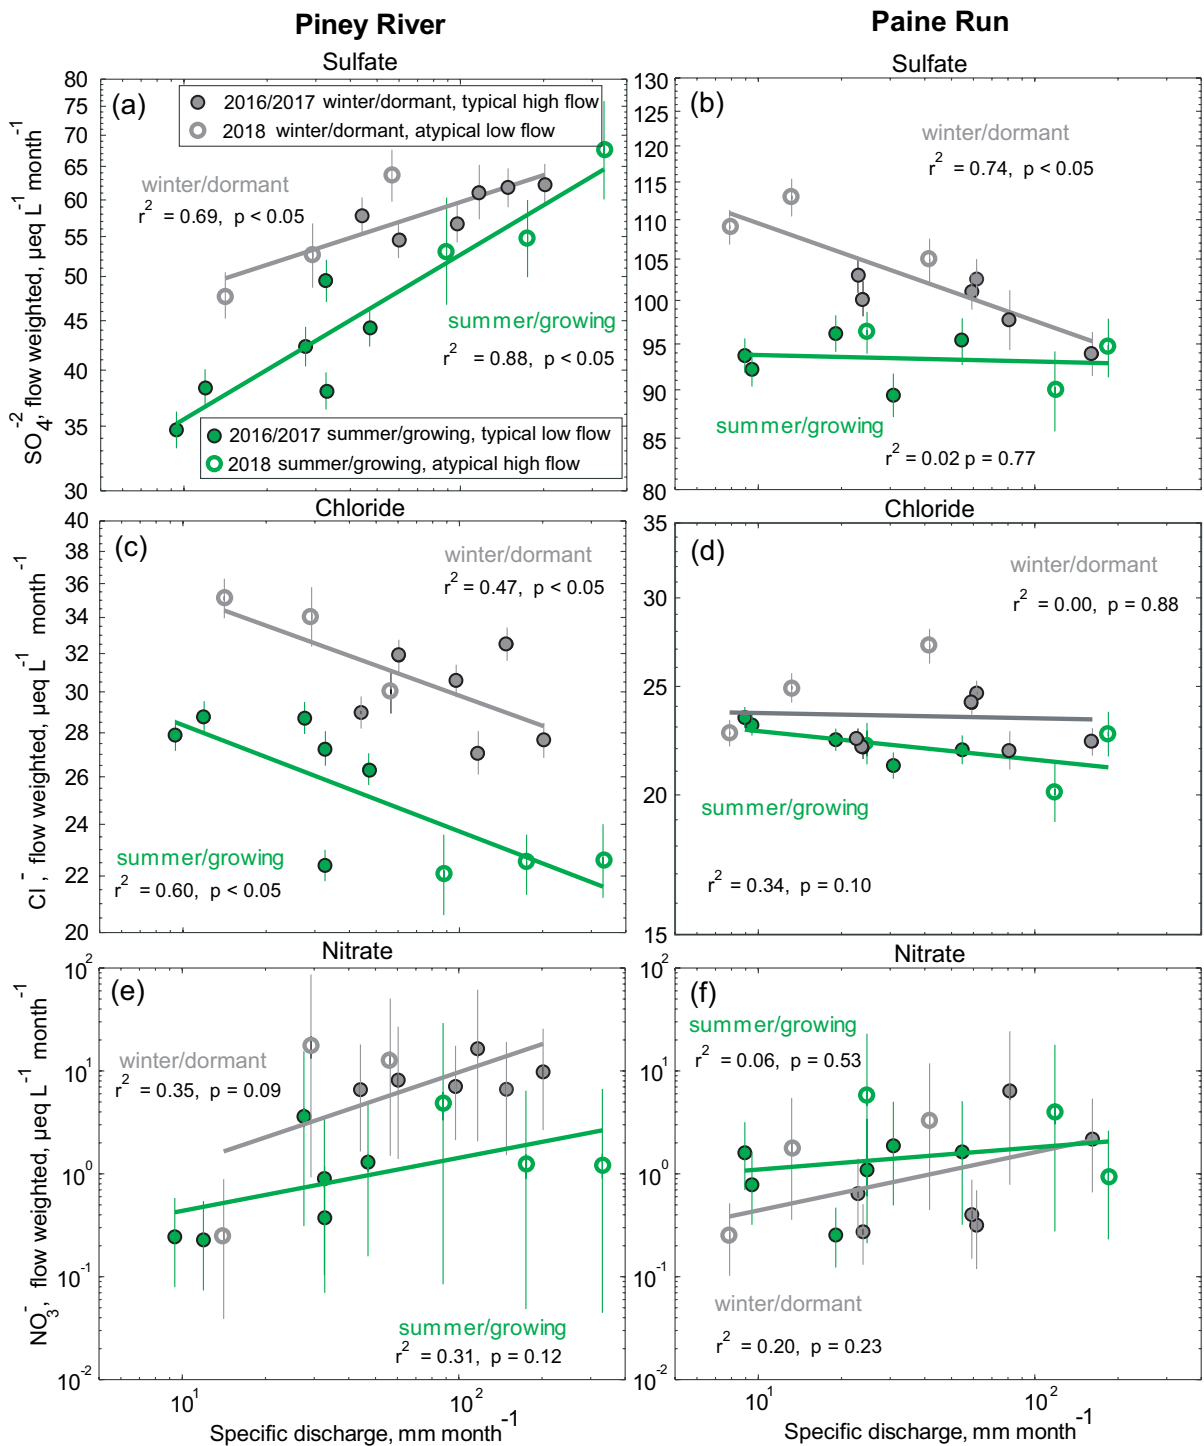 Piney River
Paine Run
Sulfate
Sulfate
(a)
2016/2017 winter/dormant, typical high flow
2018 winter/dormant, atypical low flow
winter/dormant
r² = 0.69, p < 0.05
summer/growing
r² = 0.88, p < 0.05
2016/2017 summer/growing, typical low flow
2018 summer/growing, atypical high flow
80
70
65
60
55
50
45
40
35
30
SO₄⁻², flow weighted, µeq L⁻¹ month⁻¹
(b)
winter/dormant
r² = 0.74, p < 0.05
summer/growing
r² = 0.02 p = 0.77
130
125
120
115
110
105
100
95
90
85
80
Chloride
Chloride
(c)
winter/dormant
r² = 0.47, p < 0.05
summer/growing
r² = 0.60, p < 0.05
40
38
36
34
32
30
28
26
24
22
20
Cl⁻, flow weighted, µeq L⁻¹ month⁻¹
(d)
winter/dormant
r² = 0.00, p = 0.88
summer/growing
r² = 0.34, p = 0.10
35
30
25
20
15
Nitrate
Nitrate
(e)
winter/dormant
r² = 0.35, p = 0.09
summer/growing
r² = 0.31, p = 0.12
10²
10¹
10⁰
10⁻¹
10⁻²
NO₃⁻, flow weighted, µeq L⁻¹ month⁻¹
10¹
10²
Specific discharge, mm month⁻¹
(f)
summer/growing
r² = 0.06, p = 0.53
winter/dormant
r² = 0.20, p = 0.23
10²
10¹
10⁰
10⁻¹
10⁻²
10¹
10²
Specific discharge, mm month⁻¹